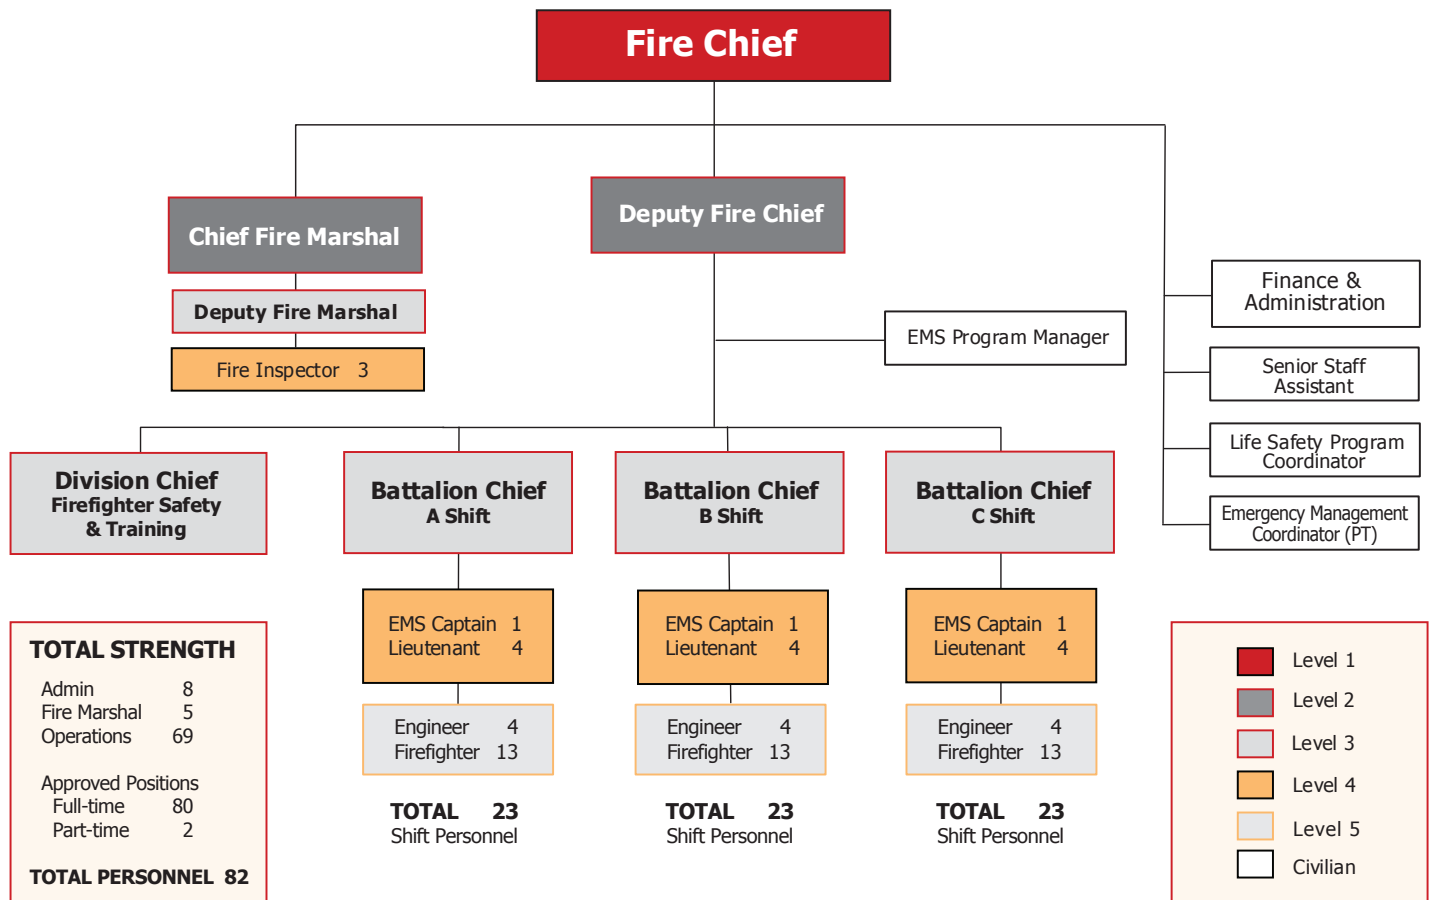 Fire Chief
Chief Fire Marshal
Deputy Fire Chief
Deputy Fire Marshal
Fire Inspector 3
EMS Program Manager
Finance &
Administration
Senior Staff
Assistant
Life Safety Program
Coordinator
Emergency Management
Coordinator (PT)
Division Chief
Firefighter Safety
& Training
Battalion Chief
A Shift
Battalion Chief
B Shift
Battalion Chief
C Shift
EMS Captain 1
Lieutenant 4
EMS Captain 1
Lieutenant 4
EMS Captain 1
Lieutenant 4
Engineer 4
Firefighter 13
Engineer 4
Firefighter 13
Engineer 4
Firefighter 13
TOTAL 23
Shift Personnel
TOTAL 23
Shift Personnel
TOTAL 23
Shift Personnel
TOTAL STRENGTH
Admin 8
Fire Marshal 5
Operations 69
Approved Positions
Full-time 80
Part-time 2
TOTAL PERSONNEL 82
Level 1
Level 2
Level 3
Level 4
Level 5
Civilian